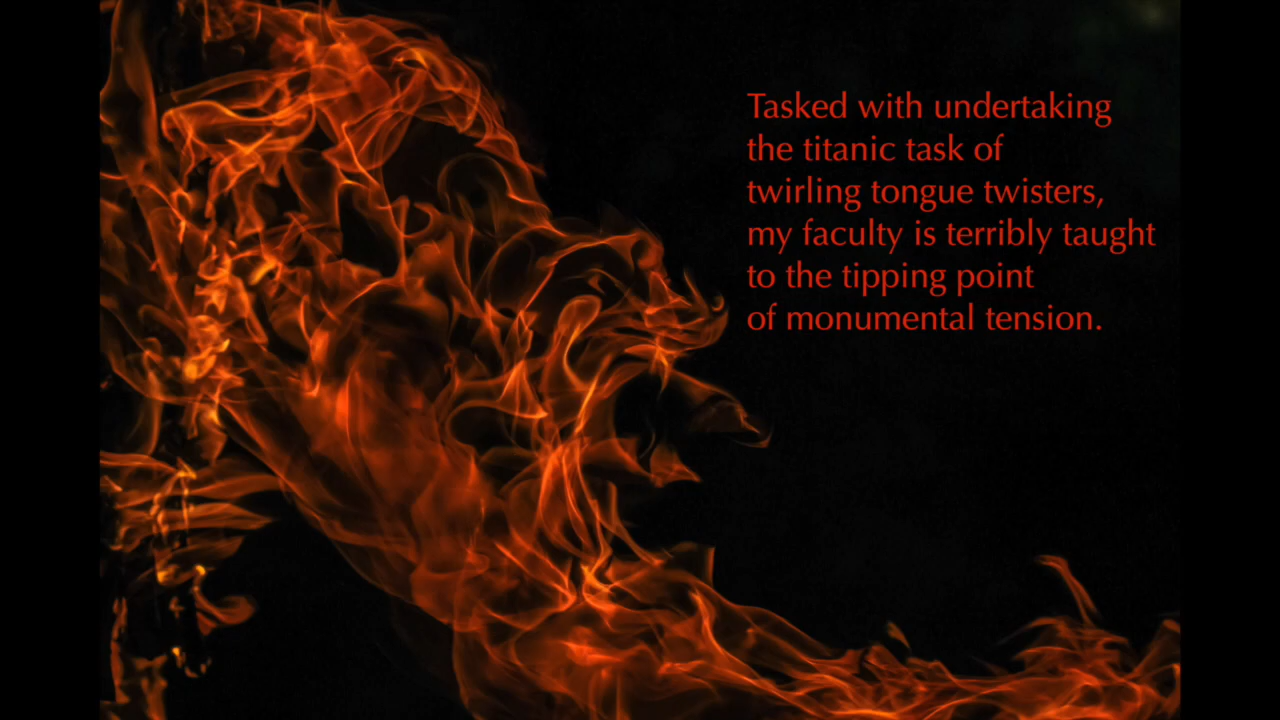 Tasked with undertaking
the titanic task of
twirling tongue twisters,
my faculty is terribly taught
to the tipping point
of monumental tension.